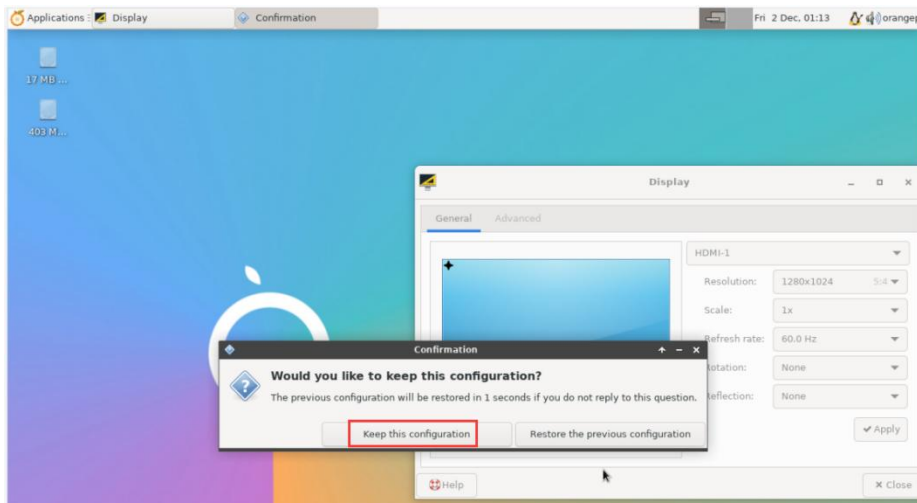 Applications
Display
Confirmation
Fri 2 Dec, 01:13
orangep
17 MB ...
403 M...
Display
General
Advanced
HDMI-1
Resolution:
1280x1024
5:4
Scale:
1x
Refresh rate:
60.0 Hz
Rotation:
None
Reflection:
None
Apply
Confirmation
Would you like to keep this configuration?
The previous configuration will be restored in 1 seconds if you do not reply to this question.
Keep this configuration
Restore the previous configuration
Help
Close